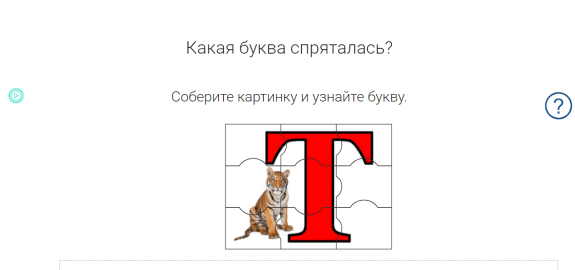 Какая буква спряталась?
Соберите картинку и узнайте букву.
?
Т